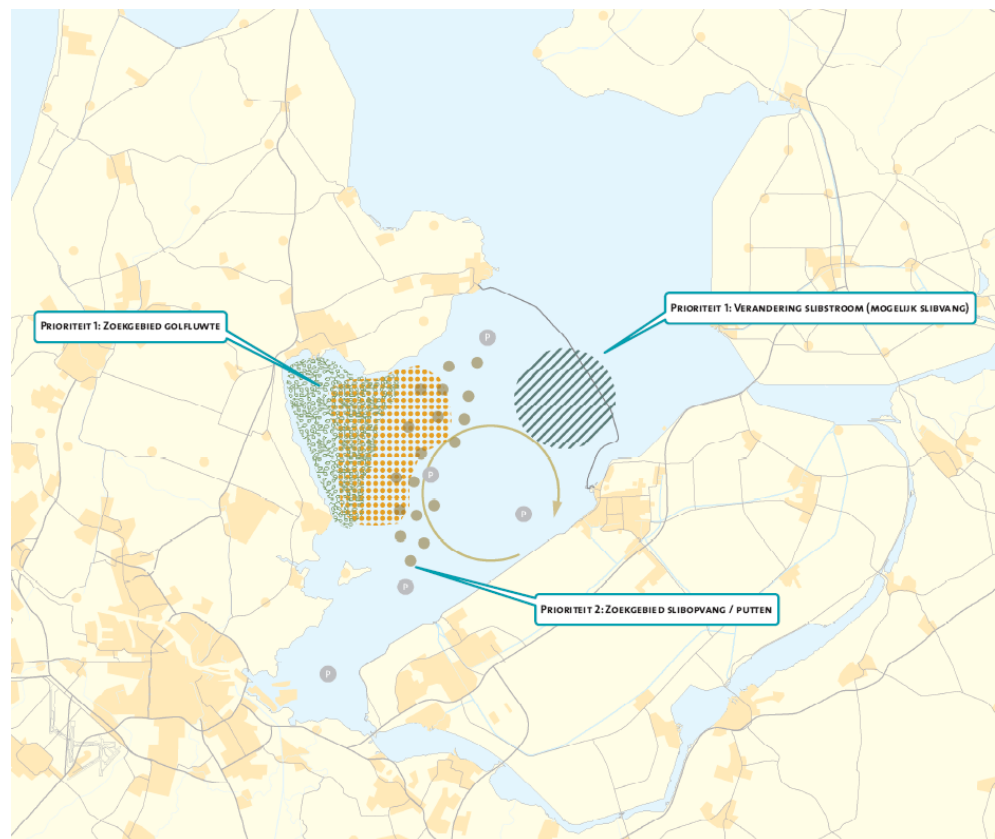 Prioriteit 1: Verandering slibstroom (mogelijk slibvang)
Prioriteit 1: Zoekgebied golfluwte
P
P
P
Prioriteit 2: Zoekgebied slibopvang / putten
P
P